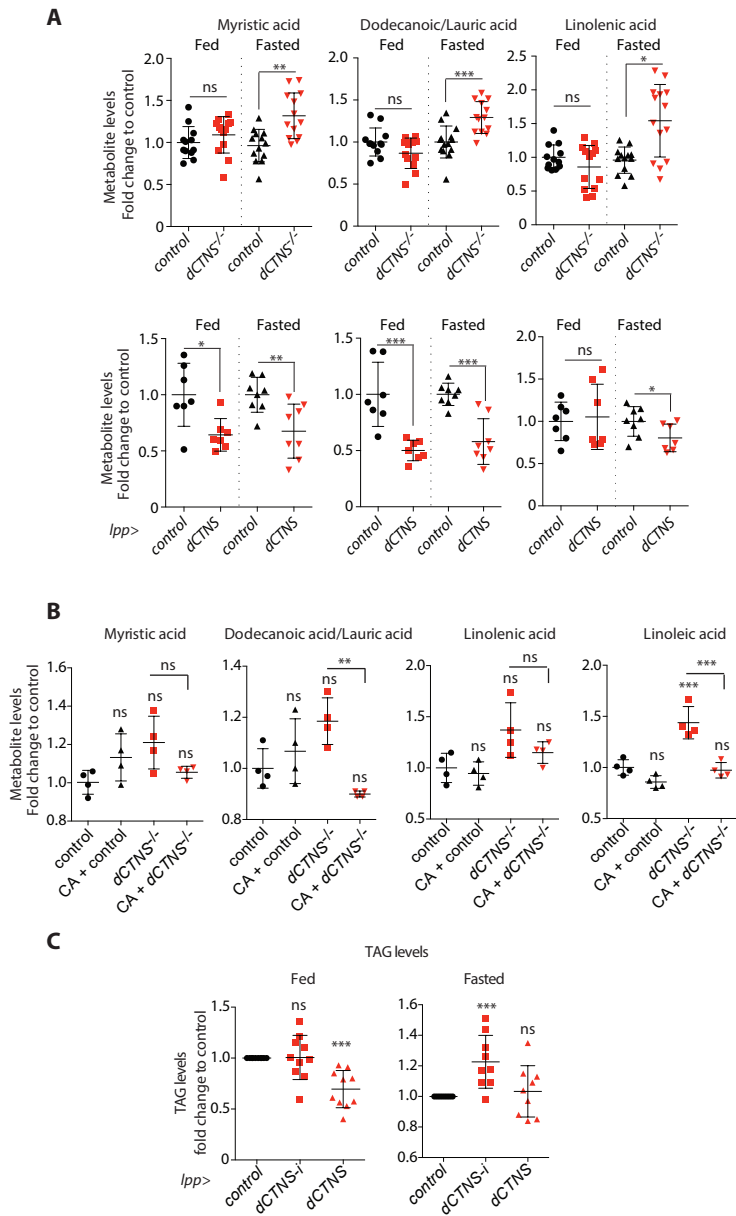 A
Myristic acid
Dodecanoic/Lauric acid
Linolenic acid
Fed Fasted Fed Fasted Fed Fasted
Metabolite levels
Fold change to control
2.0
1.5
1.0
0.5
0
ns
**
2.0
1.5
1.0
0.5
0
ns
***
2.5
2.0
1.5
1.0
0.5
0
ns
*
control dCTNS-/- control dCTNS-/- control dCTNS-/- control dCTNS-/- control dCTNS-/- control dCTNS-/-
Fed Fasted Fed Fasted Fed Fasted
Metabolite levels
Fold change to control
1.5
1.0
0.5
0
*
**
1.5
1.0
0.5
0
***
***
2.0
1.5
1.0
0.5
0
ns
*
lpp>
control dCTNS control dCTNS control dCTNS control dCTNS control dCTNS control dCTNS
B
Myristic acid
Dodecanoic acid/Lauric acid
Linolenic acid
Linoleic acid
Metabolite levels
Fold change to control
1.6
1.4
1.2
1.0
0.8
ns
ns
ns
ns
1.4
1.2
1.0
0.8
**
ns
ns
ns
2.0
1.5
1.0
0.5
ns
ns
ns
ns
2.0
1.5
1.0
0.5
***
***
ns
ns
control CA + control dCTNS-/- CA + dCTNS-/- control CA + control dCTNS-/- CA + dCTNS-/- control CA + control dCTNS-/- CA + dCTNS-/- control CA + control dCTNS-/- CA + dCTNS-/-
C
TAG levels
Fed Fasted
TAG levels
fold change to control
1.5
1.0
0.5
0
ns
***
1.6
1.4
1.2
1.0
0.8
0.6
***
ns
lpp>
control dCTNS-i dCTNS control dCTNS-i dCTNS